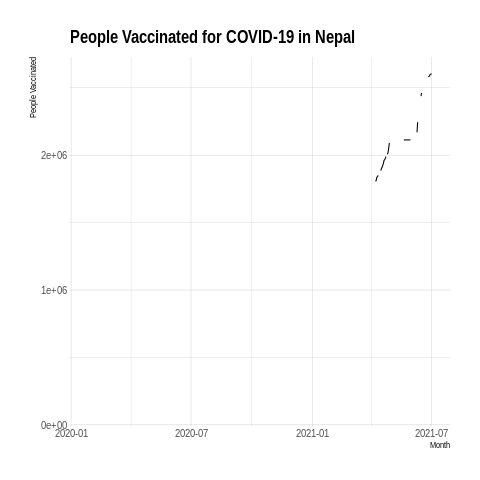 People Vaccinated for COVID-19 in Nepal
People Vaccinated
2e+06
1e+06
0e+00
2020-01 2020-07 2021-01 2021-07
Month